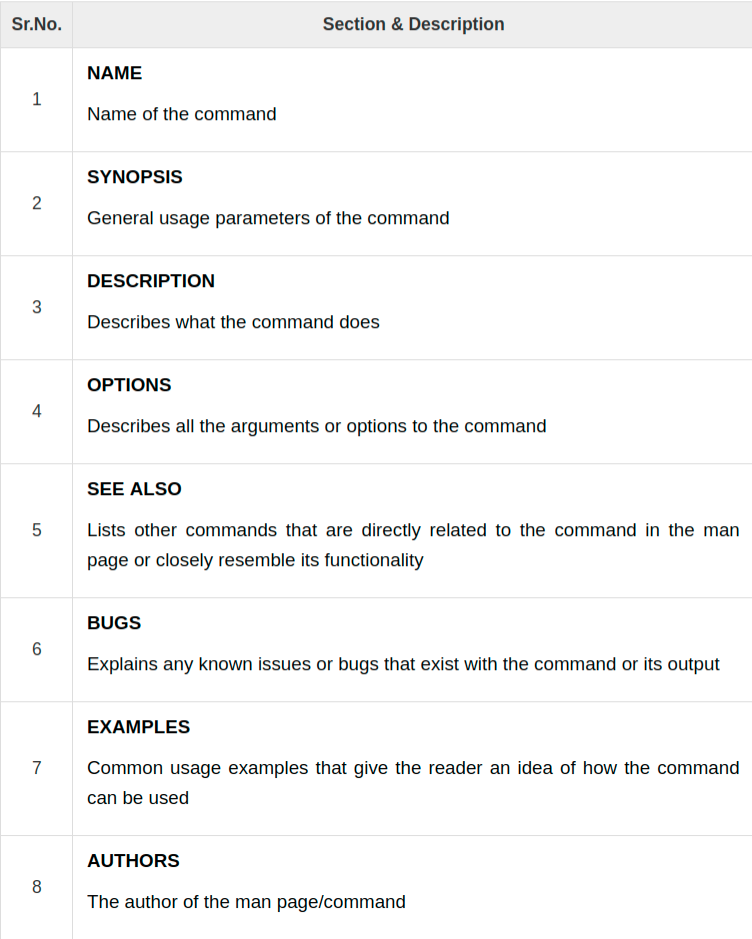 Sr.No. Section & Description
1
NAME
Name of the command
2
SYNOPSIS
General usage parameters of the command
3
DESCRIPTION
Describes what the command does
4
OPTIONS
Describes all the arguments or options to the command
5
SEE ALSO
Lists other commands that are directly related to the command in the man
page or closely resemble its functionality
6
BUGS
Explains any known issues or bugs that exist with the command or its output
7
EXAMPLES
Common usage examples that give the reader an idea of how the command
can be used
8
AUTHORS
The author of the man page/command